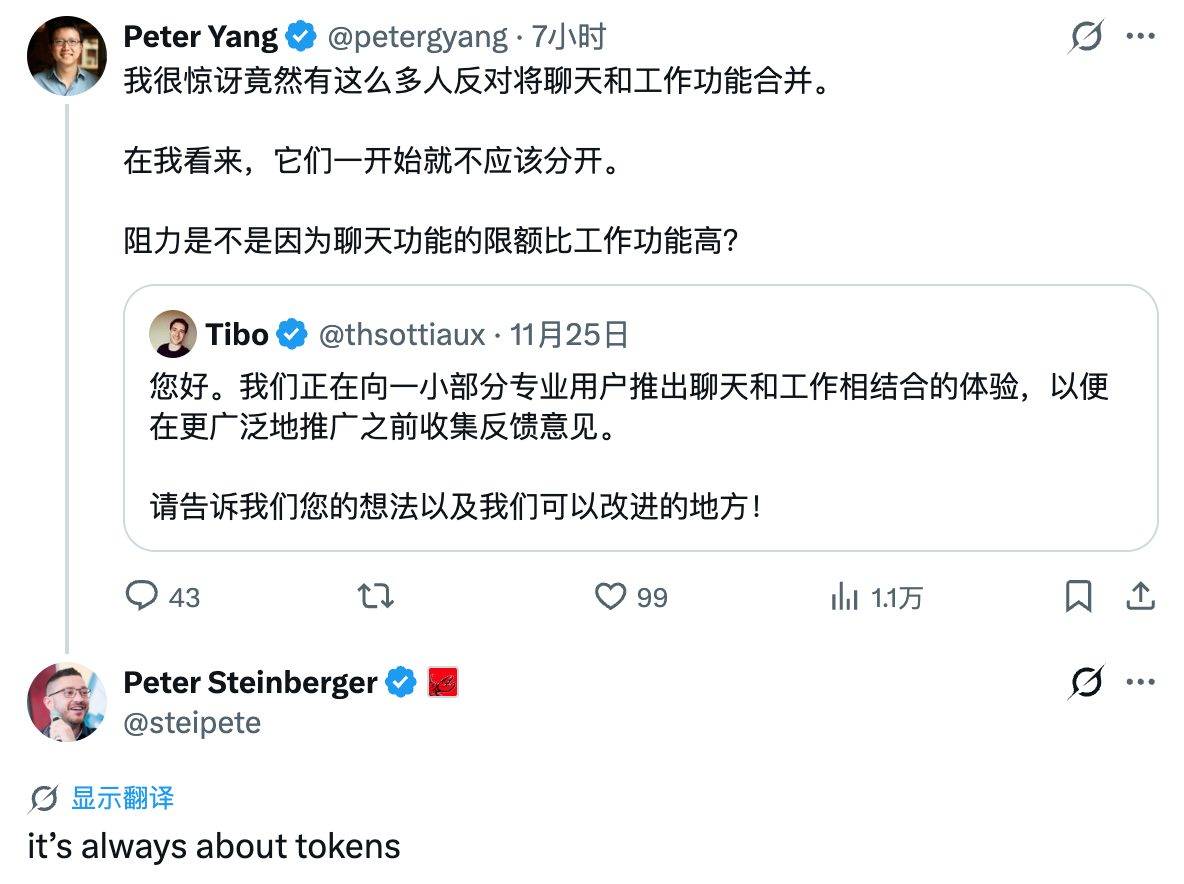 Peter Yang @petergyang · 7小时
我很惊讶竟然有这么多人反对将聊天和工作功能合并。
在我看来，它们一开始就不应该分开。
阻力是不是因为聊天功能的限额比工作功能高？
Tibo @thsottiaux · 11月25日
您好。我们正在向一小部分专业用户推出聊天和工作相结合的体验，以便
在更广泛地推广之前收集反馈意见。
请告诉我们您的想法以及我们可以改进的地方！
43 99 1.1万
Peter Steinberger
@steipete
显示翻译
it’s always about tokens